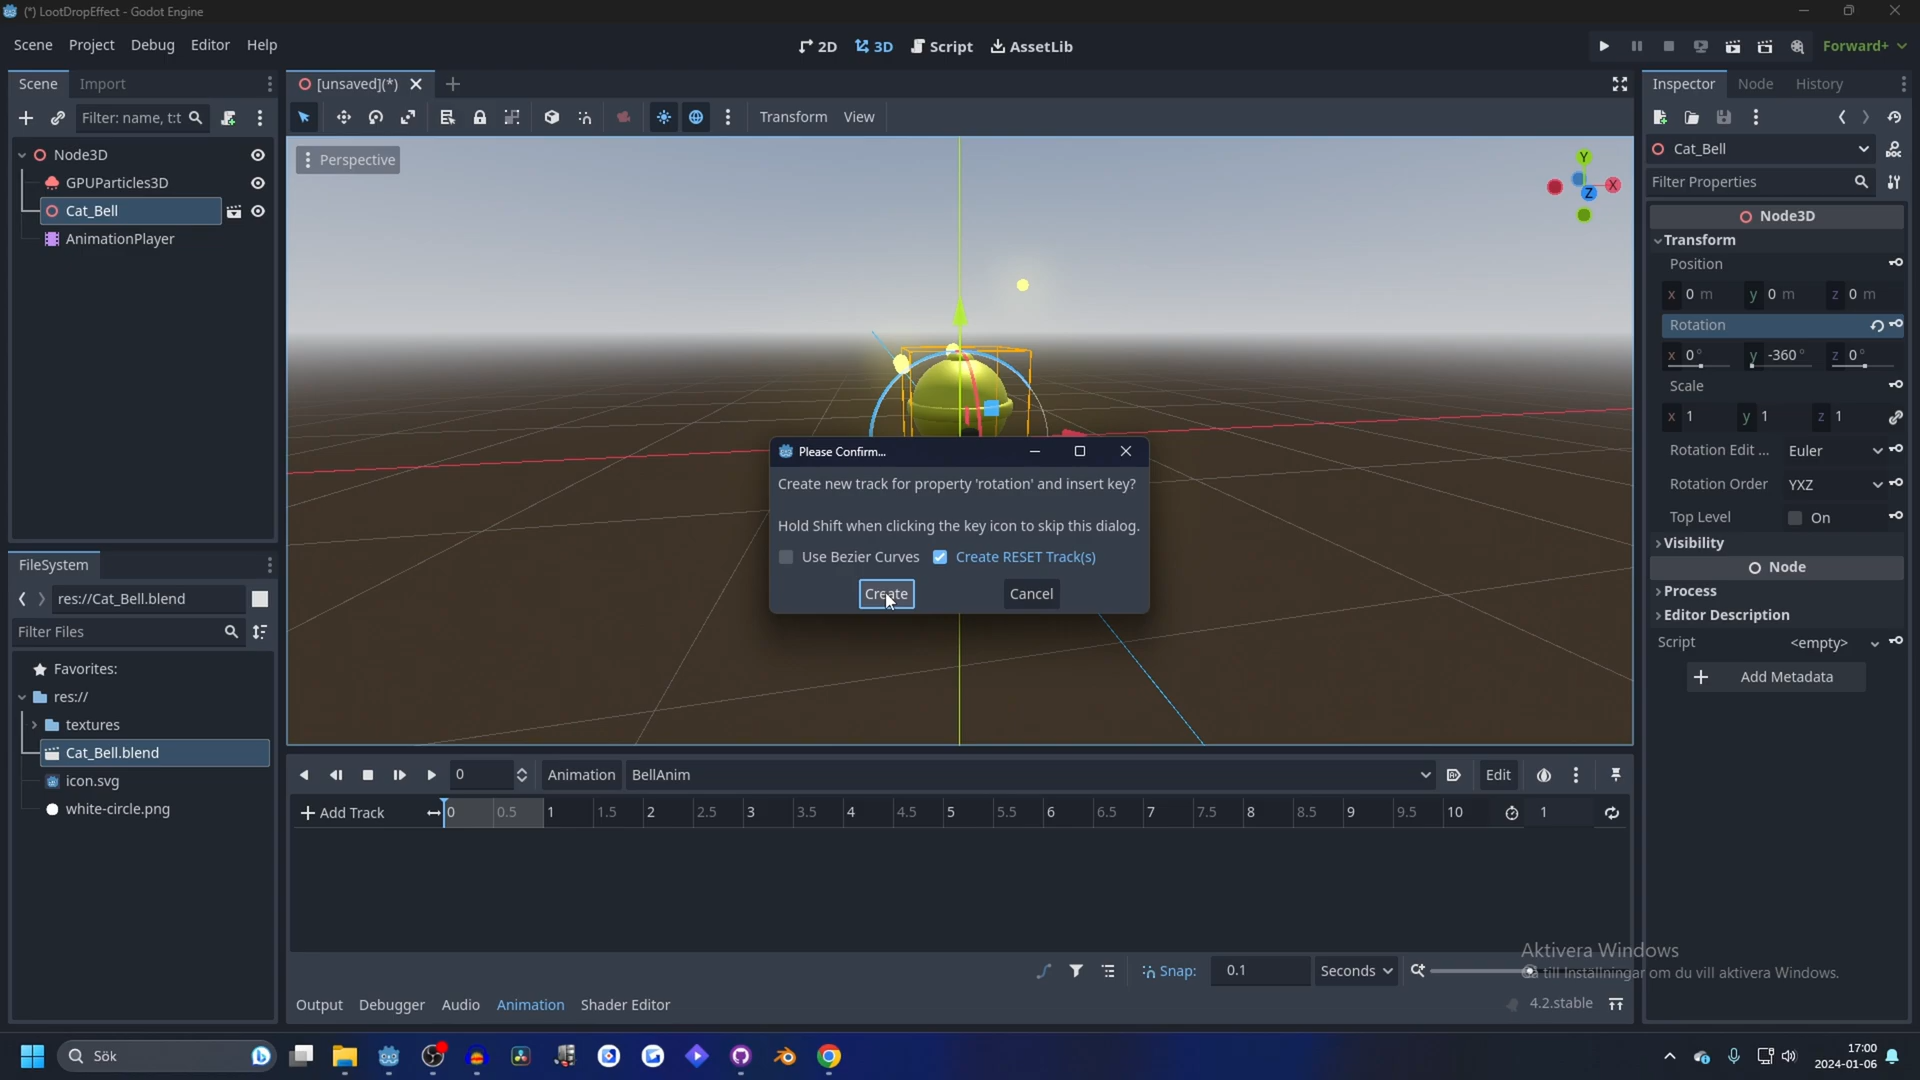 (*) LootDropEffect - Godot Engine
Scene Project Debug Editor Help
2D 3D Script AssetLib
Forward+
Scene Import
[unsaved](*)
Inspector Node History
Filter: name, t:t
Transform View
Node3D
GPUParticles3D
Cat_Bell
AnimationPlayer
Perspective
Y
X
Z
Cat_Bell
Filter Properties
Node3D
Transform
Position
x 0 m y 0 m z 0 m
Rotation
x 0° y -360° z 0°
Scale
x 1 y 1 z 1
Rotation Edit ... Euler
Rotation Order YXZ
Top Level On
Visibility
Node
Process
Editor Description
Script <empty>
Add Metadata
Please Confirm...
Create new track for property 'rotation' and insert key?
Hold Shift when clicking the key icon to skip this dialog.
Use Bezier Curves Create RESET Track(s)
Create Cancel
FileSystem
res://Cat_Bell.blend
Filter Files
Favorites:
res://
textures
Cat_Bell.blend
icon.svg
white-circle.png
0 Animation BellAnim Edit
Add Track 0 0.5 1 1.5 2 2.5 3 3.5 4 4.5 5 5.5 6 6.5 7 7.5 8 8.5 9 9.5 10 1
Aktivera Windows
Gå till Inställningar om du vill aktivera Windows.
Snap: 0.1 Seconds
Output Debugger Audio Animation Shader Editor
4.2.stable
Sök
17:00
2024-01-06